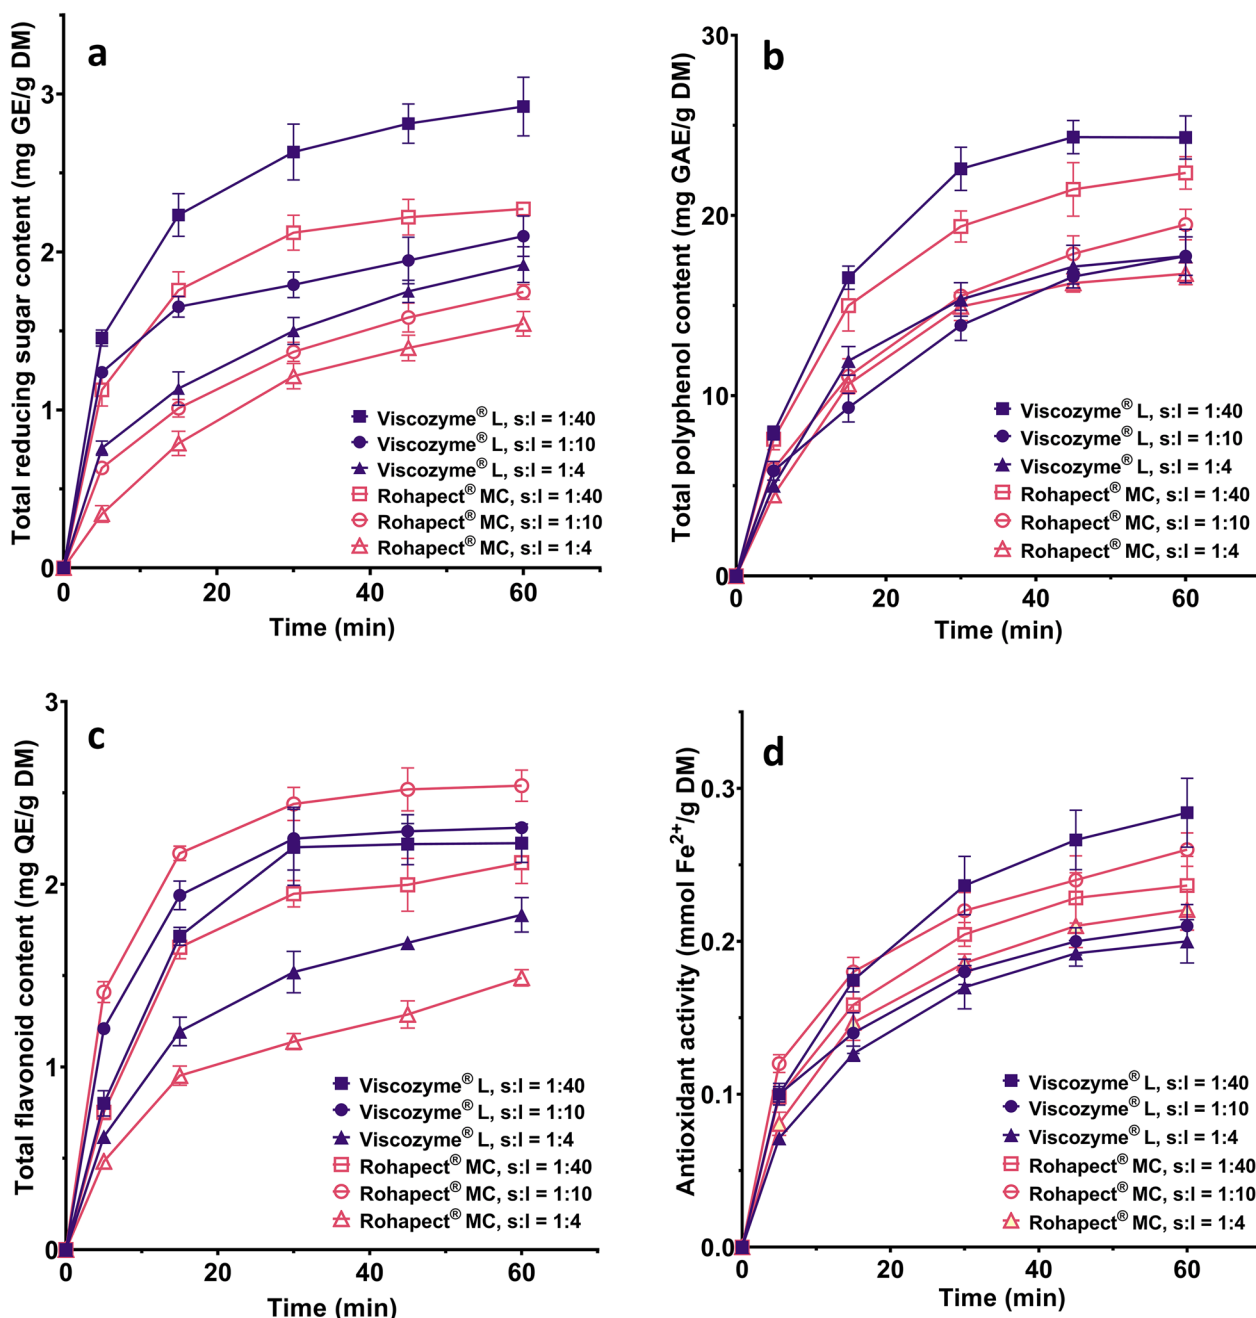 a
Total reducing sugar content (mg GE/g DM)
3
2
1
0
0
20
40
60
Time (min)
Viscozyme® L, s:l = 1:40
Viscozyme® L, s:l = 1:10
Viscozyme® L, s:l = 1:4
Rohapect® MC, s:l = 1:40
Rohapect® MC, s:l = 1:10
Rohapect® MC, s:l = 1:4
b
Total polyphenol content (mg GAE/g DM)
30
20
10
0
0
20
40
60
Time (min)
Viscozyme® L, s:l = 1:40
Viscozyme® L, s:l = 1:10
Viscozyme® L, s:l = 1:4
Rohapect® MC, s:l = 1:40
Rohapect® MC, s:l = 1:10
Rohapect® MC, s:l = 1:4
c
Total flavonoid content (mg QE/g DM)
3
2
1
0
0
20
40
60
Time (min)
Viscozyme® L, s:l = 1:40
Viscozyme® L, s:l = 1:10
Viscozyme® L, s:l = 1:4
Rohapect® MC, s:l = 1:40
Rohapect® MC, s:l = 1:10
Rohapect® MC, s:l = 1:4
d
Antioxidant activity (mmol Fe²⁺/g DM)
0.3
0.2
0.1
0.0
0
20
40
60
Time (min)
Viscozyme® L, s:l = 1:40
Viscozyme® L, s:l = 1:10
Viscozyme® L, s:l = 1:4
Rohapect® MC, s:l = 1:40
Rohapect® MC, s:l = 1:10
Rohapect® MC, s:l = 1:4